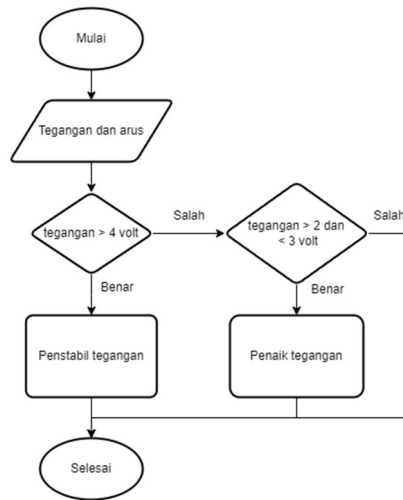 Mulai
Tegangan dan arus
tegangan > 4 volt
Salah
tegangan > 2 dan
< 3 volt
Salah
Benar
Benar
Penstabil tegangan
Penaik tegangan
Selesai